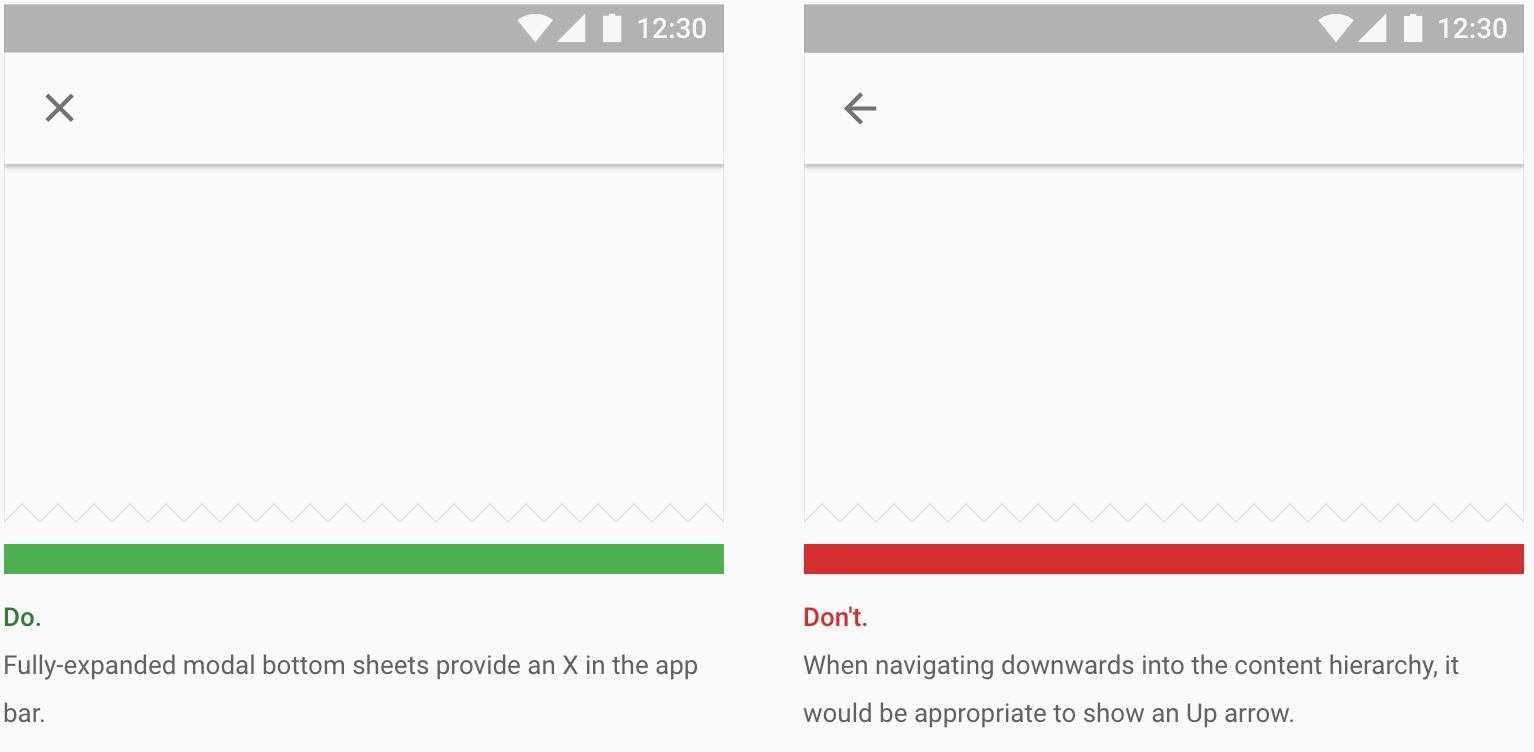 12:30
12:30
Do.
Fully-expanded modal bottom sheets provide an X in the app
bar.
Don't.
When navigating downwards into the content hierarchy, it
would be appropriate to show an Up arrow.